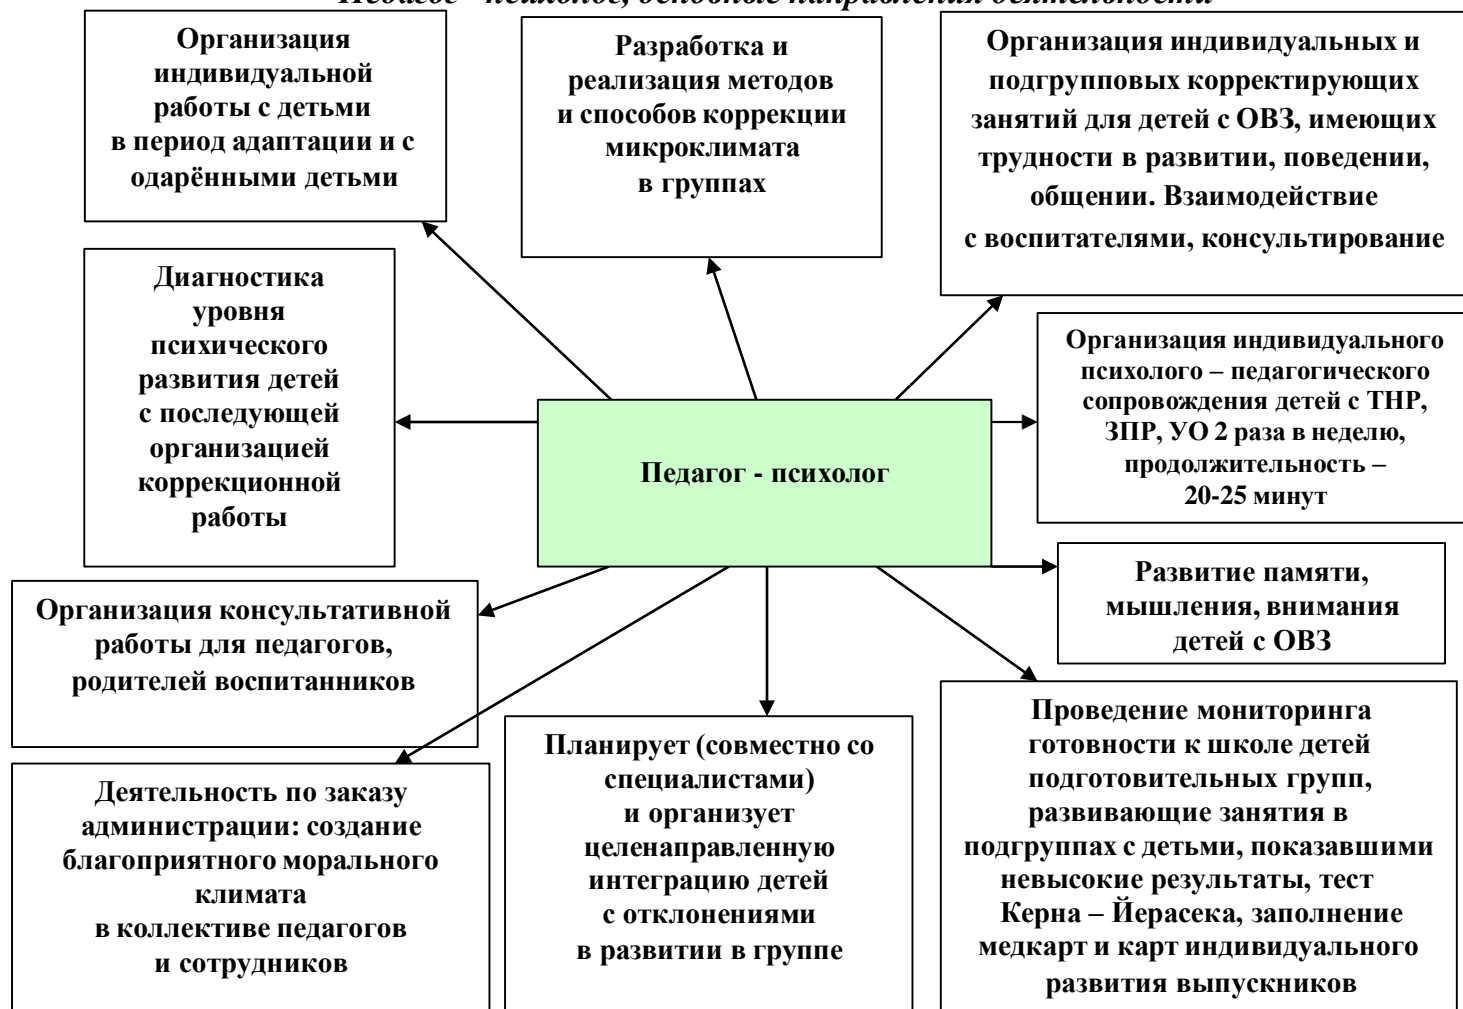 Педагог - психолог, основные направления деятельности
Организация
индивидуальной
работы с детьми
в период адаптации и с
одарёнными детьми
Разработка и
реализация методов
и способов коррекции
микроклимата
в группах
Организация индивидуальных и
подгрупповых корректирующих
занятий для детей с ОВЗ, имеющих
трудности в развитии, поведении,
общении. Взаимодействие
с воспитателями, консультирование
Диагностика
уровня
психического
развития детей
с последующей
организацией
коррекционной
работы
Организация индивидуального
психолого – педагогического
сопровождения детей с ТНР,
ЗПР, УО 2 раза в неделю,
продолжительность –
20-25 минут
Педагог - психолог
Развитие памяти,
мышления, внимания
детей с ОВЗ
Организация консультативной
работы для педагогов,
родителей воспитанников
Деятельность по заказу
администрации: создание
благоприятного морального
климата
в коллективе педагогов
и сотрудников
Планирует (совместно со
специалистами)
и организует
целенаправленную
интеграцию детей
с отклонениями
в развитии в группе
Проведение мониторинга
готовности к школе детей
подготовительных групп,
развивающие занятия в
подгруппах с детьми, показавшими
невысокие результаты, тест
Керна – Йерасека, заполнение
медкарт и карт индивидуального
развития выпускников